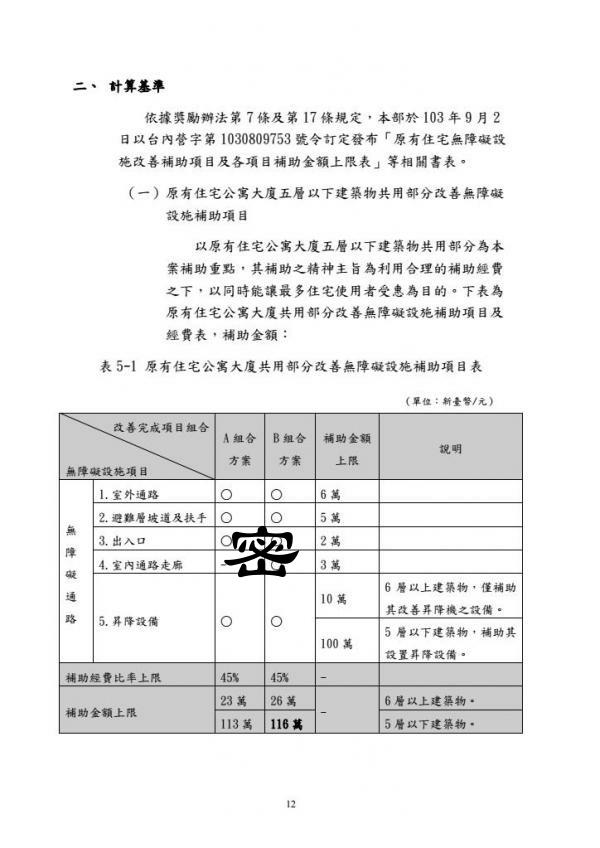 二、 計算基準
依據獎勵辦法第7條及第17條規定，本部於103年9月2
日以台內營字第1030809753號令訂定發布「原有住宅無障礙設
施改善補助項目及各項目補助金額上限表」等相關書表。
（一）原有住宅公寓大廈五層以下建築物共用部分改善無障礙
設施補助項目
以原有住宅公寓大廈五層以下建築物共用部分為本
案補助重點，其補助之精神主旨為利用合理的補助經費
之下，以同時能讓最多住宅使用者受惠為目的。下表為
原有住宅公寓大廈共用部分改善無障礙設施補助項目及
經費表，補助金額：
表 5-1 原有住宅公寓大廈共用部分改善無障礙設施補助項目表
（單位：新臺幣/元）
改善完成項目組合
無障礙設施項目
A 組合
方案
B 組合
方案
補助金額
上限
說明
無障礙通路
1.室外通路 ○ ○ 6 萬
2.避難層坡道及扶手 ○ ○ 5 萬
3.出入口 ○ ○ 2 萬
4.室內通路走廊 - ○ 3 萬
密
5.昇降設備 ○ ○
10 萬
6 層以上建築物，僅補助
其改善昇降機之設備。
100 萬
5 層以下建築物，補助其
設置昇降設備。
補助經費比率上限 45% 45% -
補助金額上限
23 萬 26 萬 - 6 層以上建築物。
113 萬 116 萬 5 層以下建築物。
12